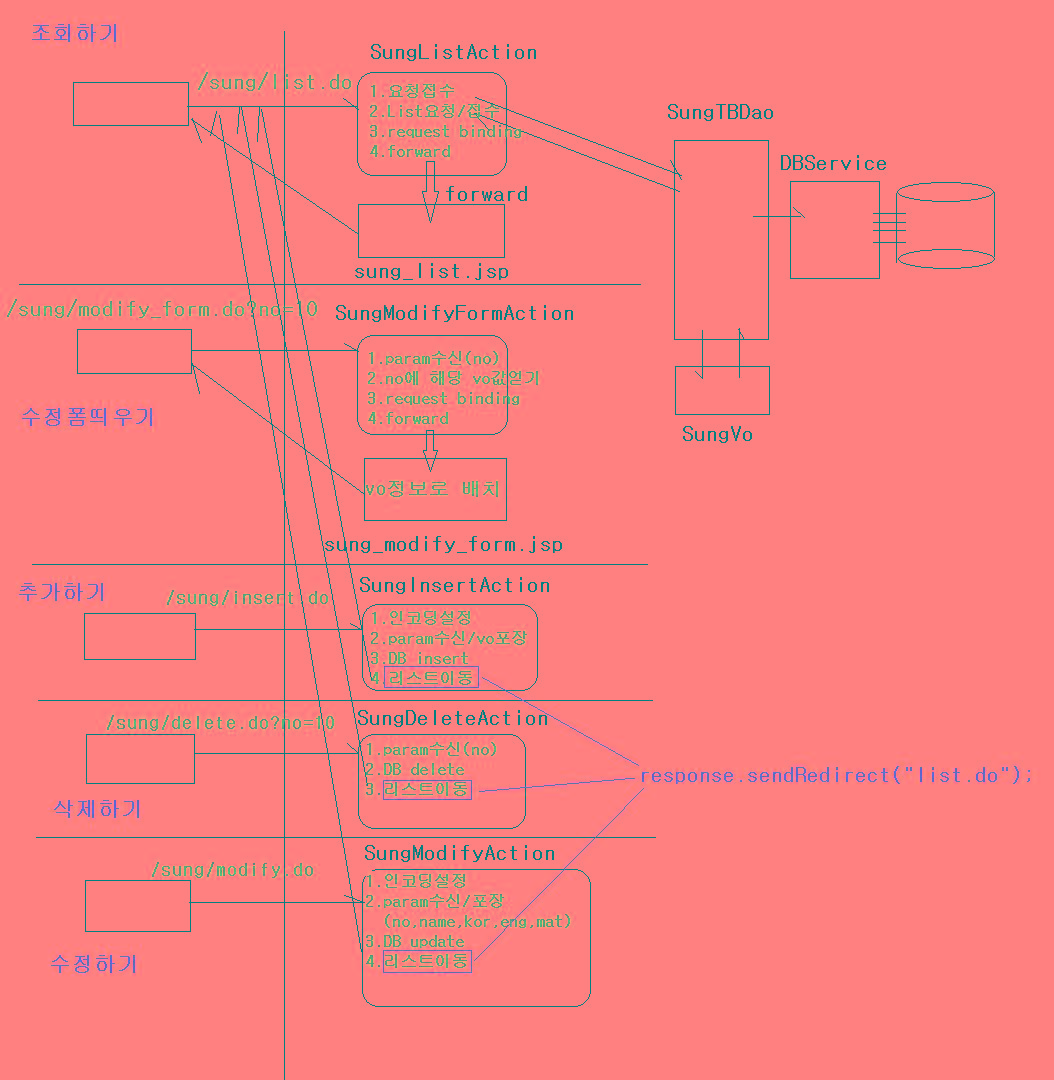 조회하기
SungListAction
/sung/list.do
1.요청접수
2.List요청/접수
3.request binding
4.forward
SungTBDao
DBService
forward
sung_list.jsp
/sung/modify_form.do?no=10
SungModifyFormAction
1.param수신(no)
2.no에 해당 vo값얻기
3.request binding
4.forward
수정폼띄우기
SungVo
vo정보로 배치
sung_modify_form.jsp
추가하기
/sung/insert.do
SungInsertAction
1.인코딩설정
2.param수신/vo포장
3.DB insert
4.리스트이동
/sung/delete.do?no=10
SungDeleteAction
1.param수신(no)
2.DB delete
3.리스트이동
response.sendRedirect("list.do");
삭제하기
SungModifyAction
/sung/modify.do
1.인코딩설정
2.param수신/포장
(no,name,kor,eng,mat)
3.DB update
4.리스트이동
수정하기